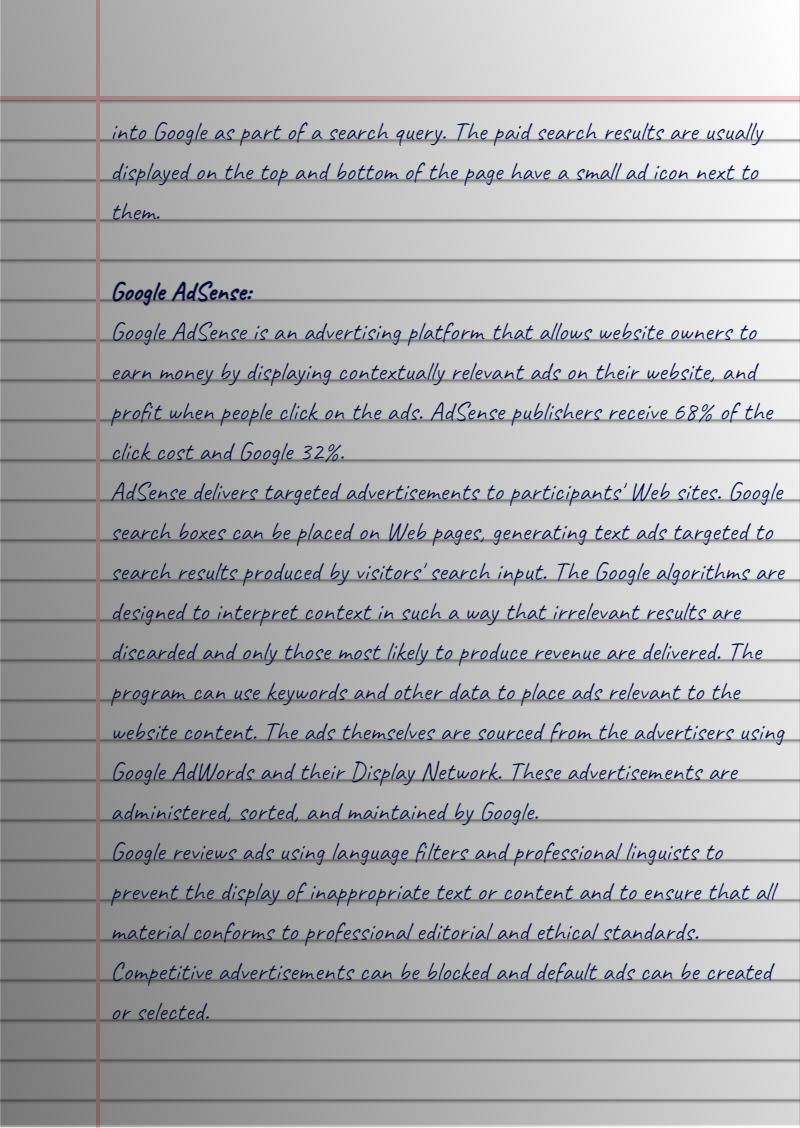 into Google as part of a search query. The paid search results are usually
displayed on the top and bottom of the page have a small ad icon next to
them.
Google AdSense:
Google AdSense is an advertising platform that allows website owners to
earn money by displaying contextually relevant ads on their website, and
profit when people click on the ads. AdSense publishers receive 68% of the
click cost and Google 32%.
AdSense delivers targeted advertisements to participants' Web sites. Google
search boxes can be placed on Web pages, generating text ads targeted to
search results produced by visitors' search input. The Google algorithms are
designed to interpret context in such a way that irrelevant results are
discarded and only those most likely to produce revenue are delivered. The
program can use keywords and other data to place ads relevant to the
website content. The ads themselves are sourced from the advertisers using
Google AdWords and their Display Network. These advertisements are
administered, sorted, and maintained by Google.
Google reviews ads using language filters and professional linguists to
prevent the display of inappropriate text or content and to ensure that all
material conforms to professional editorial and ethical standards.
Competitive advertisements can be blocked and default ads can be created
or selected.